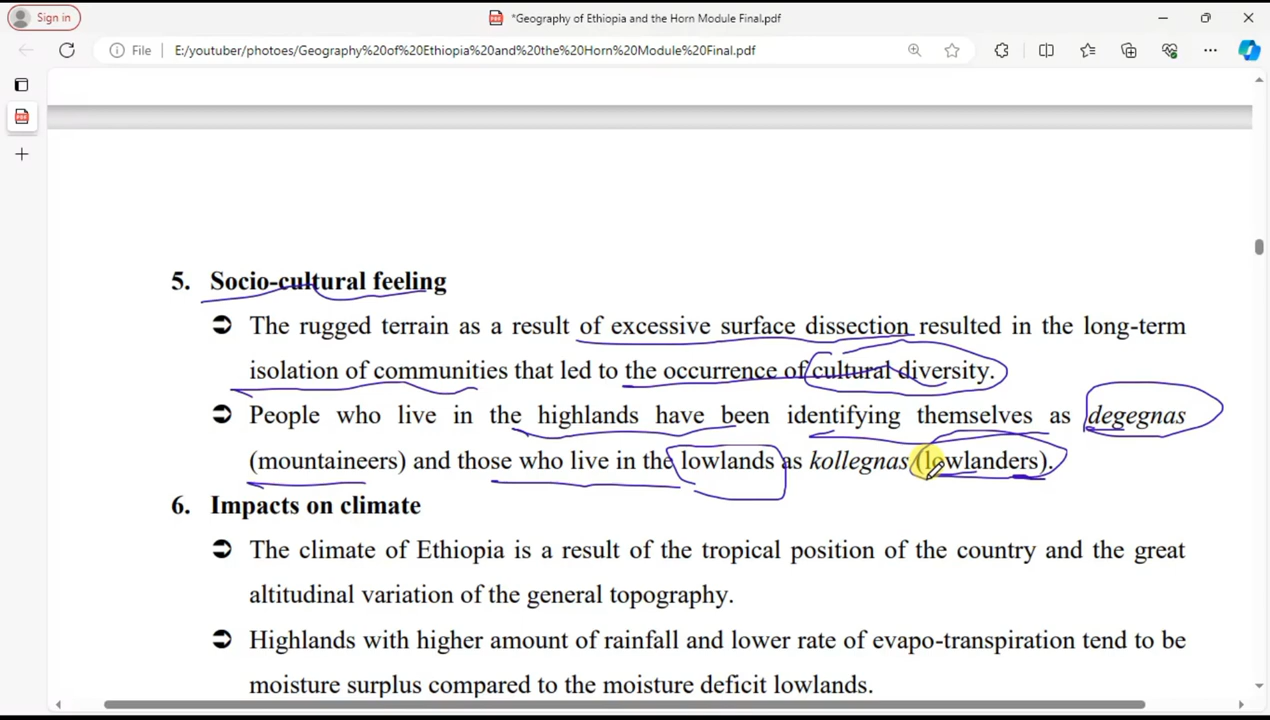 Sign in
*Geography of Ethiopia and the Horn Module Final.pdf
File
E:/youtuber/photoes/Geography%20of%20Ethiopia%20and%20the%20Horn%20Module%20Final.pdf
5. Socio-cultural feeling
➲ The rugged terrain as a result of excessive surface dissection resulted in the long-term
isolation of communities that led to the occurrence of cultural diversity.
➲ People who live in the highlands have been identifying themselves as degegnas
(mountaineers) and those who live in the lowlands as kollegnas (lowlanders).
6. Impacts on climate
➲ The climate of Ethiopia is a result of the tropical position of the country and the great
altitudinal variation of the general topography.
➲ Highlands with higher amount of rainfall and lower rate of evapo-transpiration tend to be
moisture surplus compared to the moisture deficit lowlands.